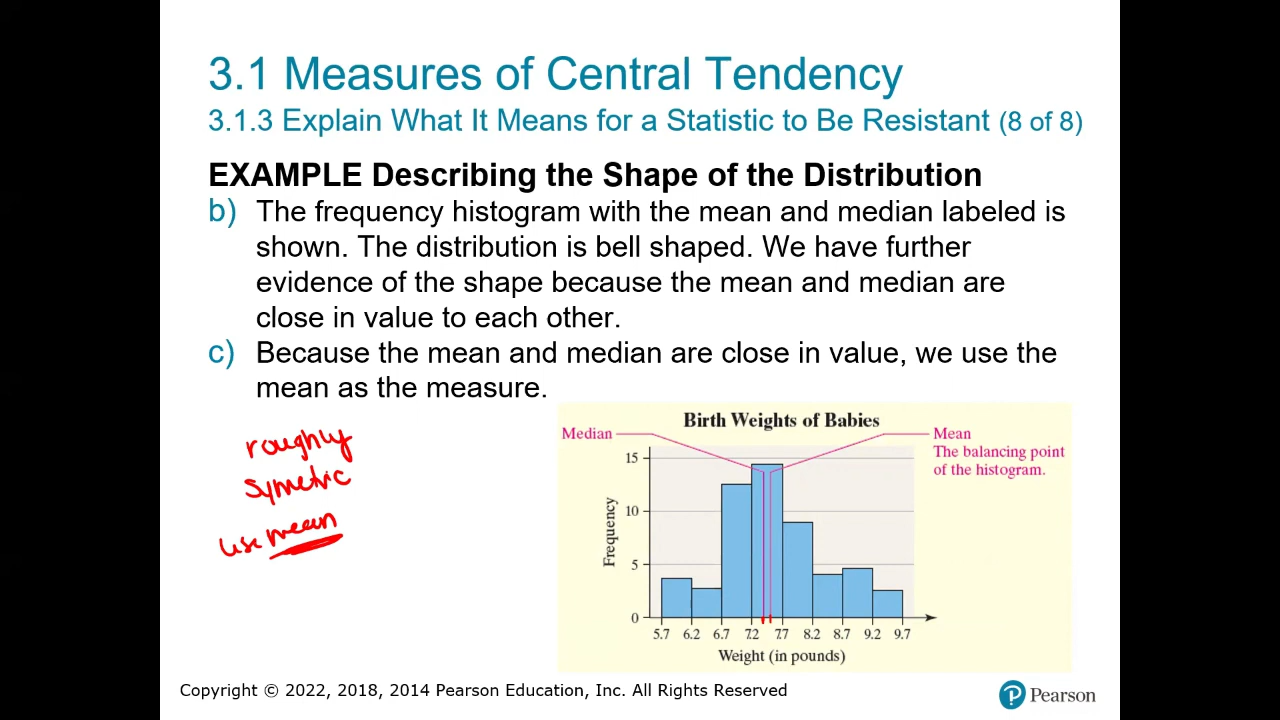 3.1 Measures of Central Tendency
3.1.3 Explain What It Means for a Statistic to Be Resistant (8 of 8)
EXAMPLE Describing the Shape of the Distribution
b) The frequency histogram with the mean and median labeled is
shown. The distribution is bell shaped. We have further
evidence of the shape because the mean and median are
close in value to each other.
c) Because the mean and median are close in value, we use the
mean as the measure.
roughly
symetric
use mean
Birth Weights of Babies
Median
Mean
The balancing point
of the histogram.
15
10
5
0
Frequency
5.7 6.2 6.7 7.2 7.7 8.2 8.7 9.2 9.7
Weight (in pounds)
Copyright © 2022, 2018, 2014 Pearson Education, Inc. All Rights Reserved
P Pearson